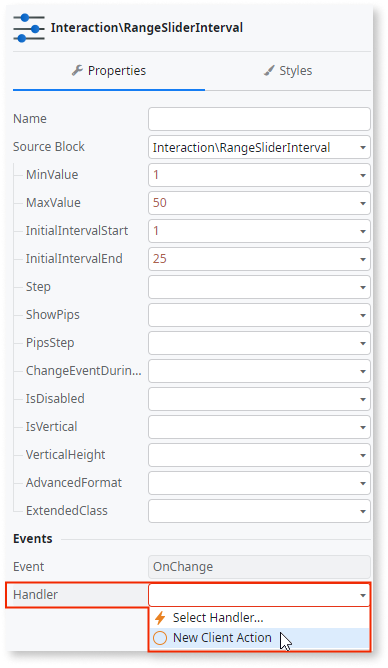 Interaction\RangeSliderInterval
Properties
Styles
Name
Source Block Interaction\RangeSliderInterval
MinValue 1
MaxValue 50
InitialIntervalStart 1
InitialIntervalEnd 25
Step
ShowPips
PipsStep
ChangeEventDurin...
IsDisabled
IsVertical
VerticalHeight
AdvancedFormat
ExtendedClass
Events
Event OnChange
Handler
Select Handler...
New Client Action